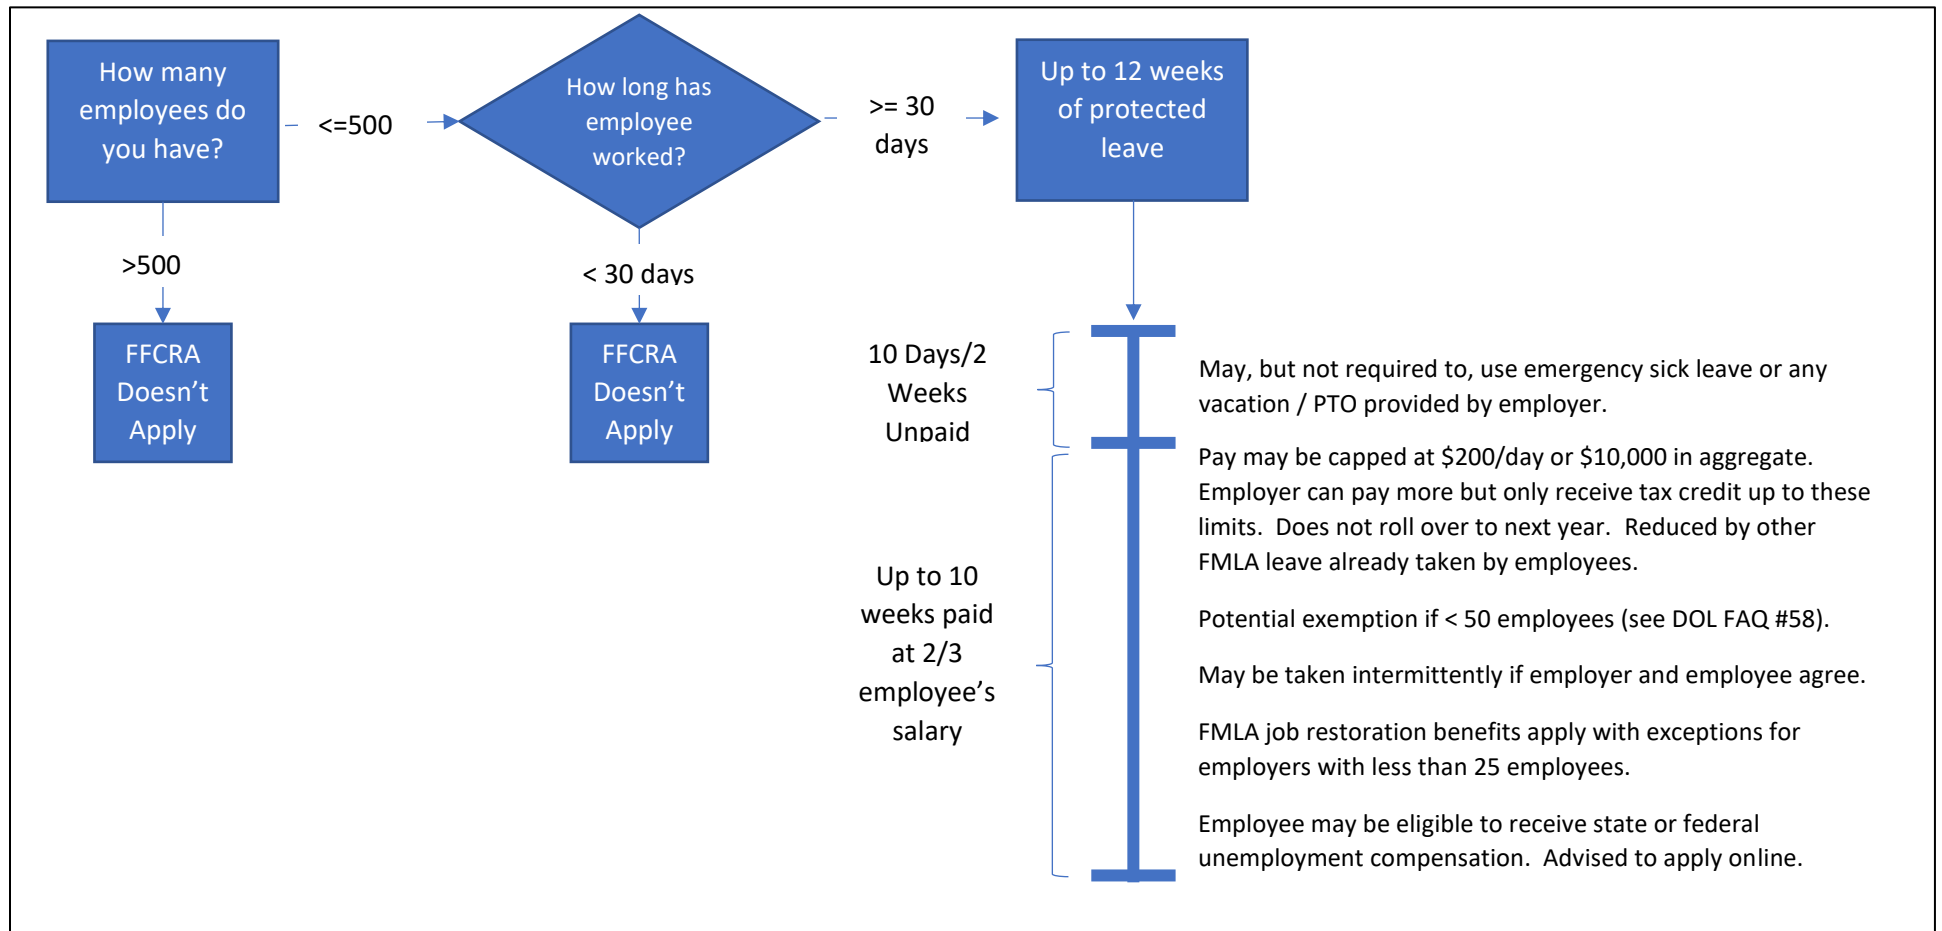 How many
employees do
you have?
<=500
How long has
employee
worked?
>= 30
days
Up to 12 weeks
of protected
leave
>500
< 30 days
FFCRA
Doesn’t
Apply
FFCRA
Doesn’t
Apply
10 Days/2
Weeks
Unpaid
May, but not required to, use emergency sick leave or any
vacation / PTO provided by employer.
Pay may be capped at $200/day or $10,000 in aggregate.
Employer can pay more but only receive tax credit up to these
limits.  Does not roll over to next year.  Reduced by other
FMLA leave already taken by employees.
Up to 10
weeks paid
at 2/3
employee’s
salary
Potential exemption if < 50 employees (see DOL FAQ #58).
May be taken intermittently if employer and employee agree.
FMLA job restoration benefits apply with exceptions for
employers with less than 25 employees.
Employee may be eligible to receive state or federal
unemployment compensation.  Advised to apply online.